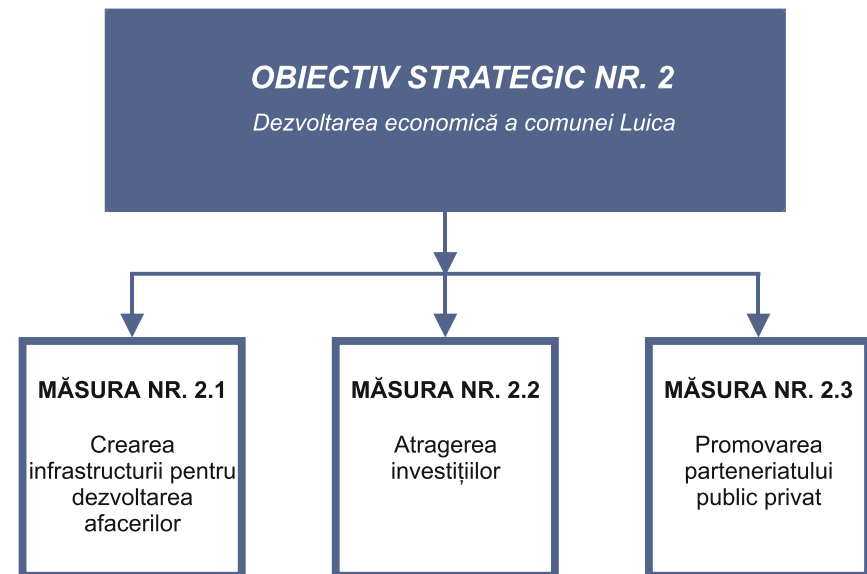 OBIECTIV STRATEGIC NR. 2
Dezvoltarea economică a comunei Luica
MĂSURA NR. 2.1
Crearea
infrastructurii pentru
dezvoltarea
afacerilor
MĂSURA NR. 2.2
Atragerea
investițiilor
MĂSURA NR. 2.3
Promovarea
parteneriatului
public privat